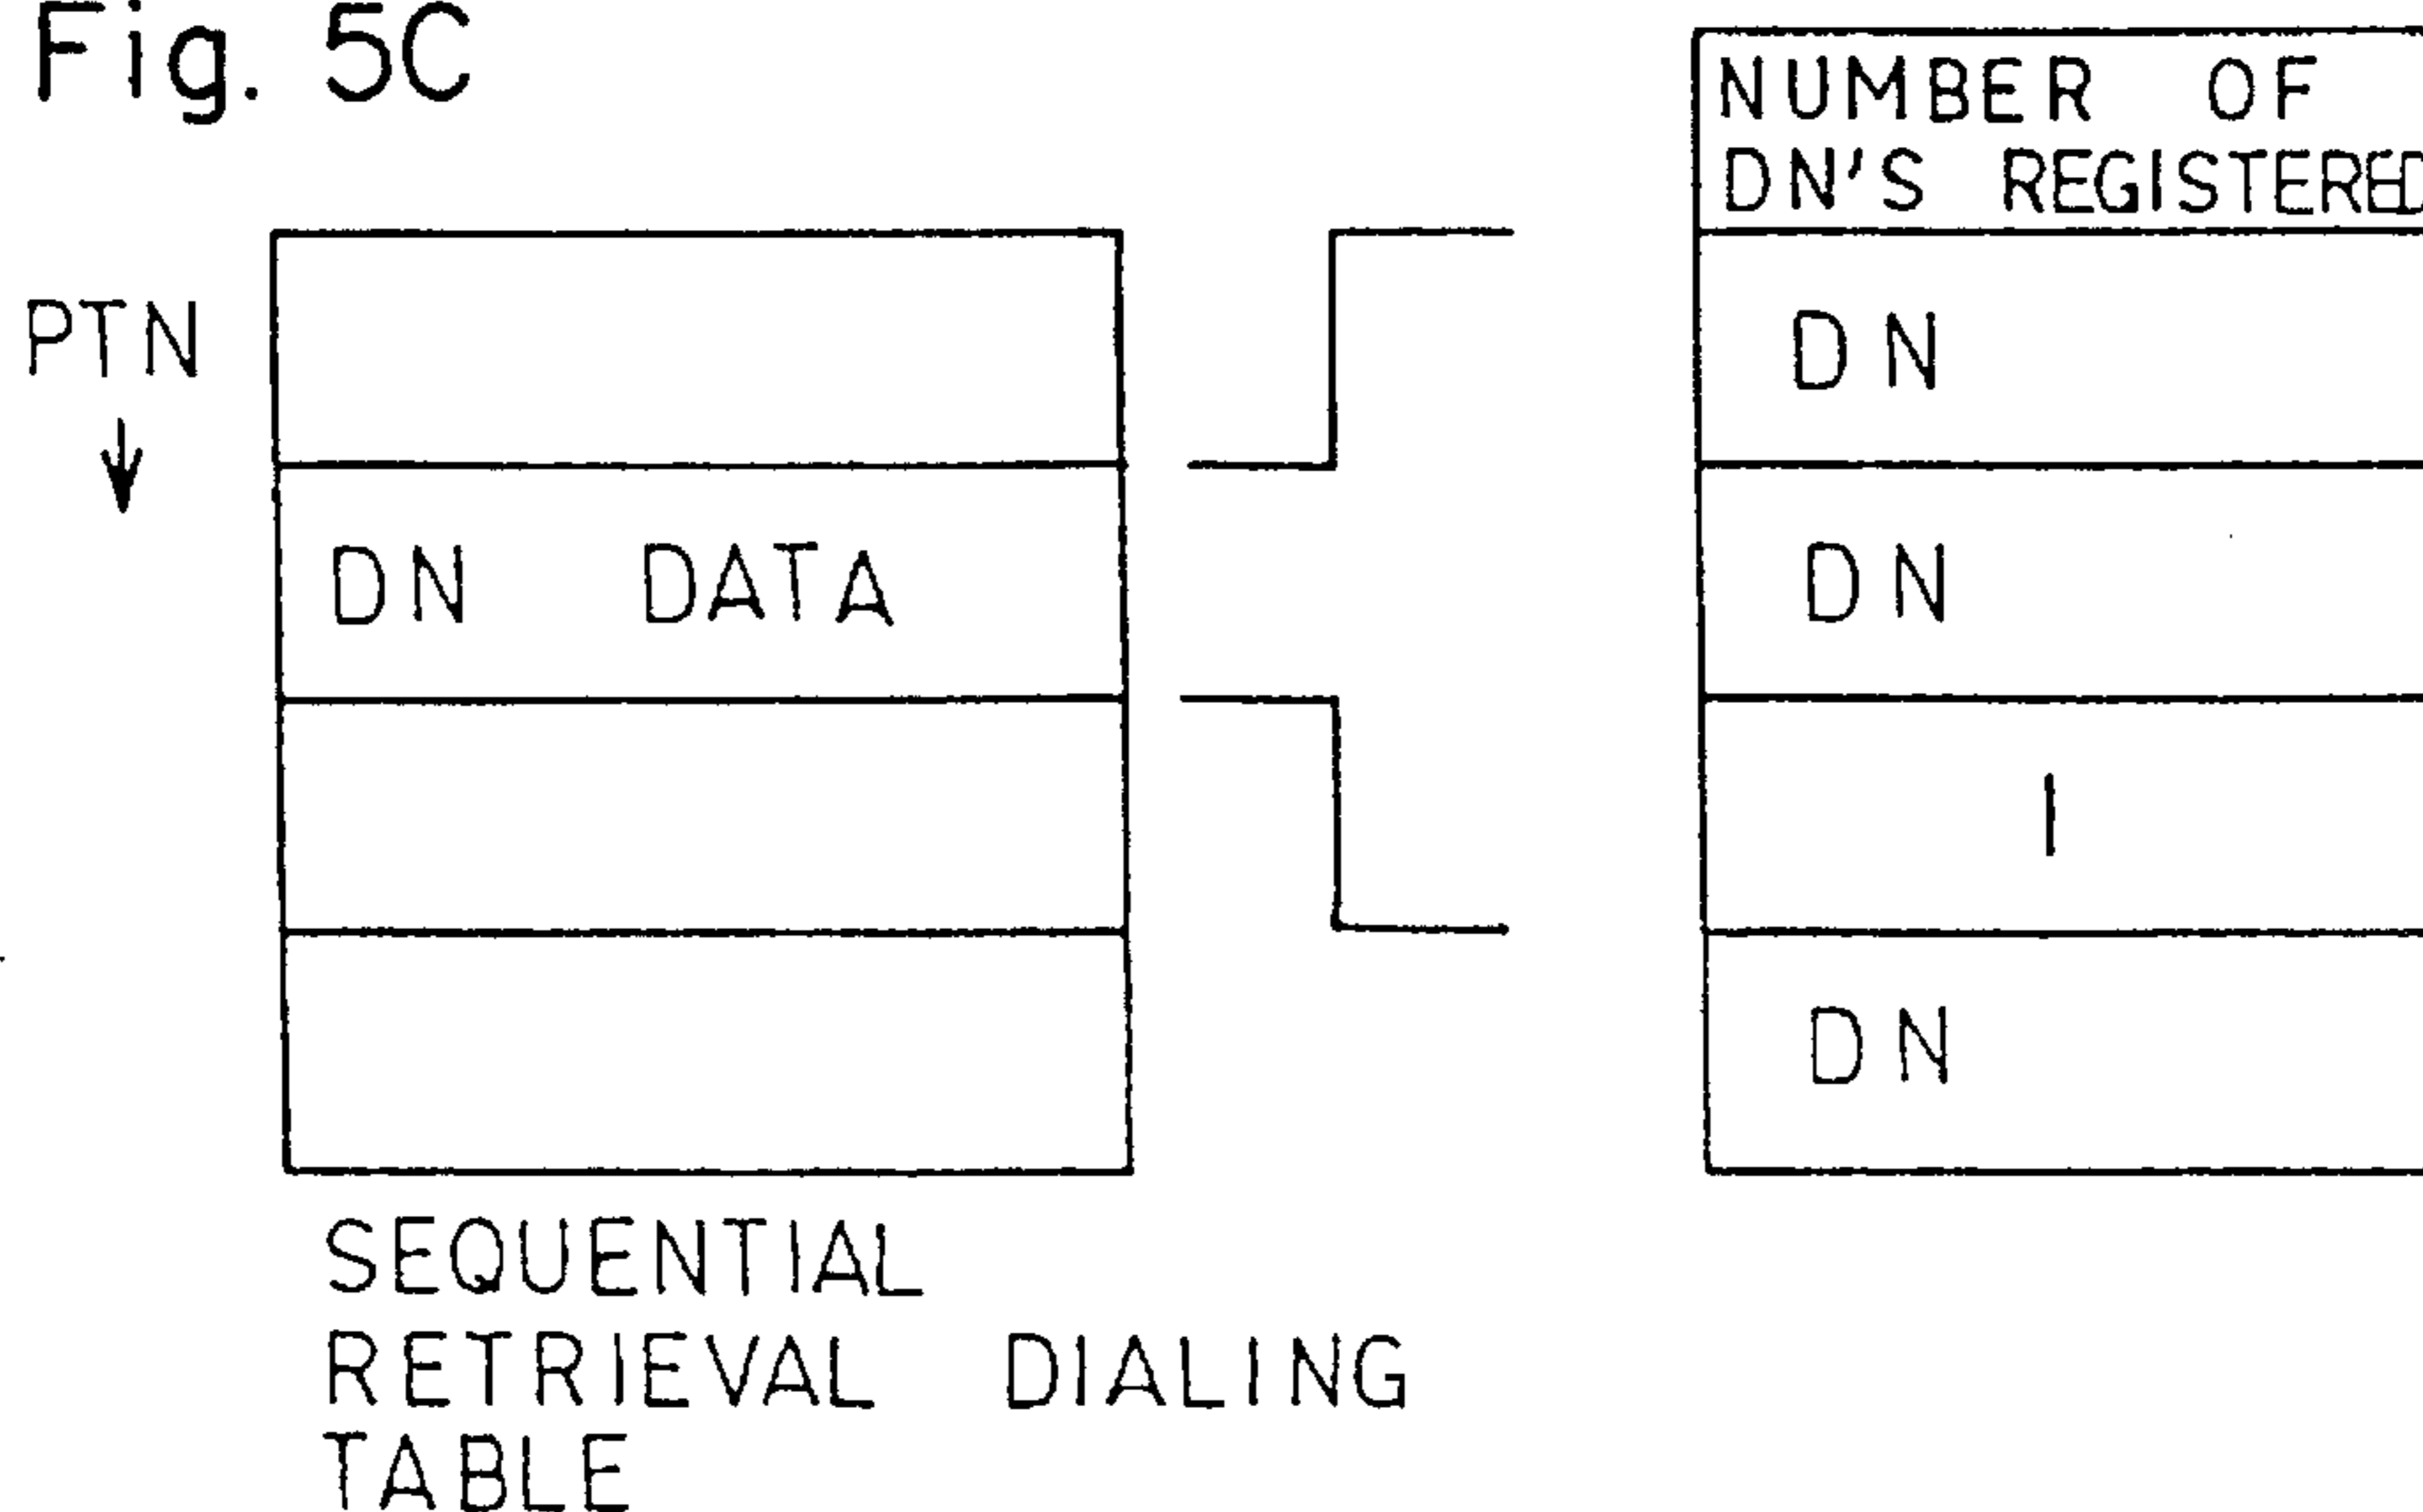 Fig. 5C
NUMBER OF
DN'S REGISTERED
PTN
DN
DN DATA
DN
DN
SEQUENTIAL
RETRIEVAL DIALING
TABLE